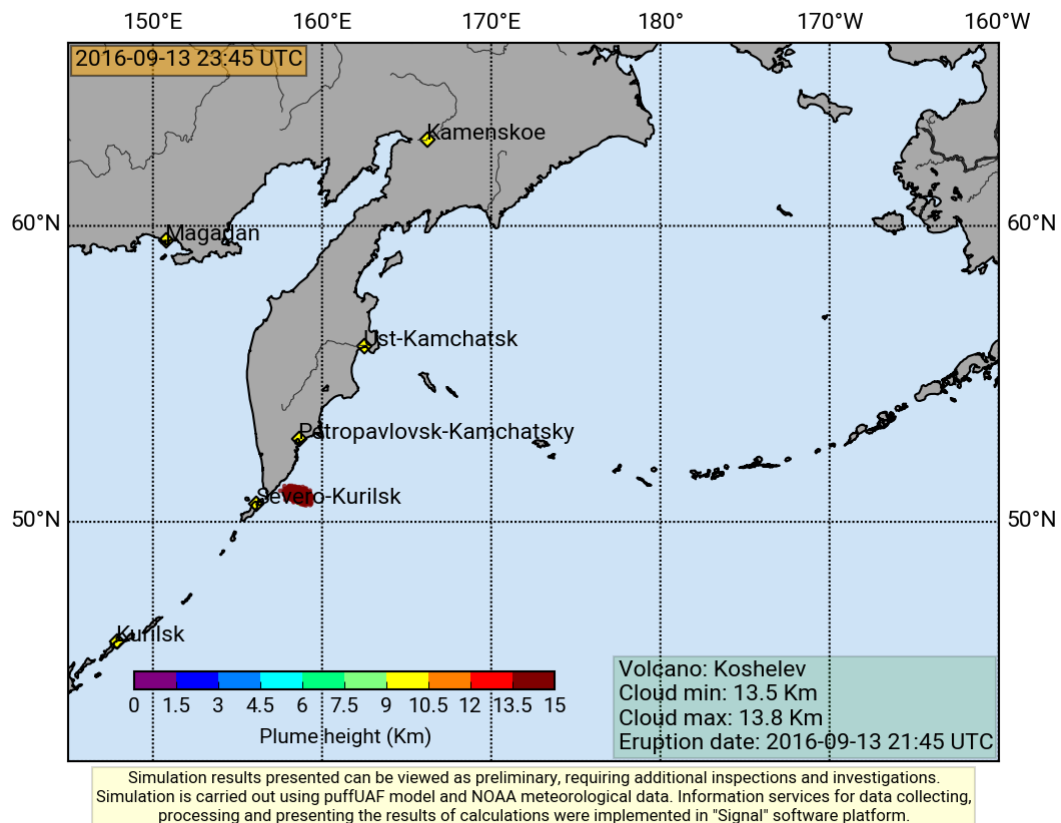 150°E 160°E 170°E 180° 170°W 160°W
2016-09-13 23:45 UTC
Kamenskoe
60°N 60°N
Magadan
Ust-Kamchatsk
Petropavlovsk-Kamchatsky
Severo-Kurilsk
50°N 50°N
Kurilsk
Volcano: Koshelev
Cloud min: 13.5 Km
Cloud max: 13.8 Km
Eruption date: 2016-09-13 21:45 UTC
0 1.5 3 4.5 6 7.5 9 10.5 12 13.5 15
Plume height (Km)
Simulation results presented can be viewed as preliminary, requiring additional inspections and investigations.
Simulation is carried out using puffUAF model and NOAA meteorological data. Information services for data collecting,
processing and presenting the results of calculations were implemented in "Signal" software platform.